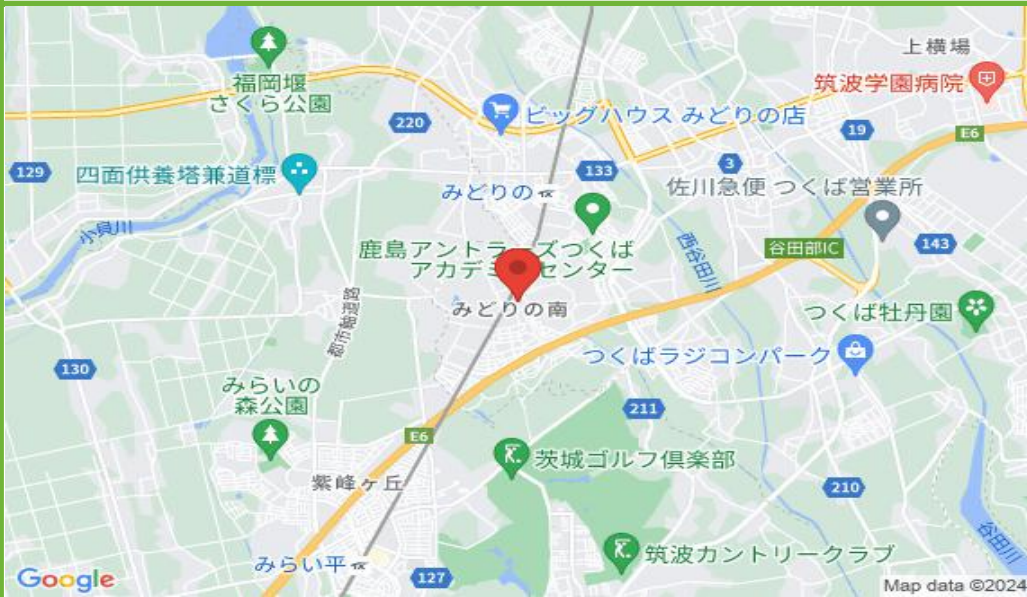 上横場
福岡堰
さくら公園
筑波学園病院
ビッグハウス みどりの店
220
19
E6
129
四面供養塔兼道標
133
3
みどりの
佐川急便 つくば営業所
小貝川
鹿島アントラーズつくば
アカデミーセンター
西谷田川
谷田部IC
143
みどりの南
つくば牡丹園
都市軸道路
つくばラジコンパーク
130
みらいの
森公園
211
E6
茨城ゴルフ倶楽部
紫峰ヶ丘
210
谷田川
筑波カントリークラブ
みらい平
127
Google
Map data ©2024